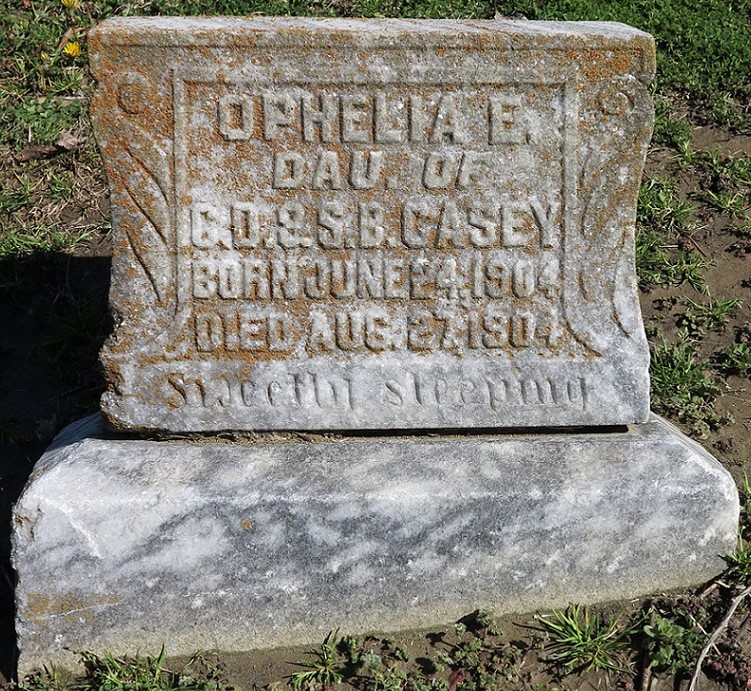 OPHELIA E.
DAU. OF
C.D. & S.B. CASEY
BORN JUNE 24, 1904
DIED AUG. 27, 1904
Sweetly sleeping